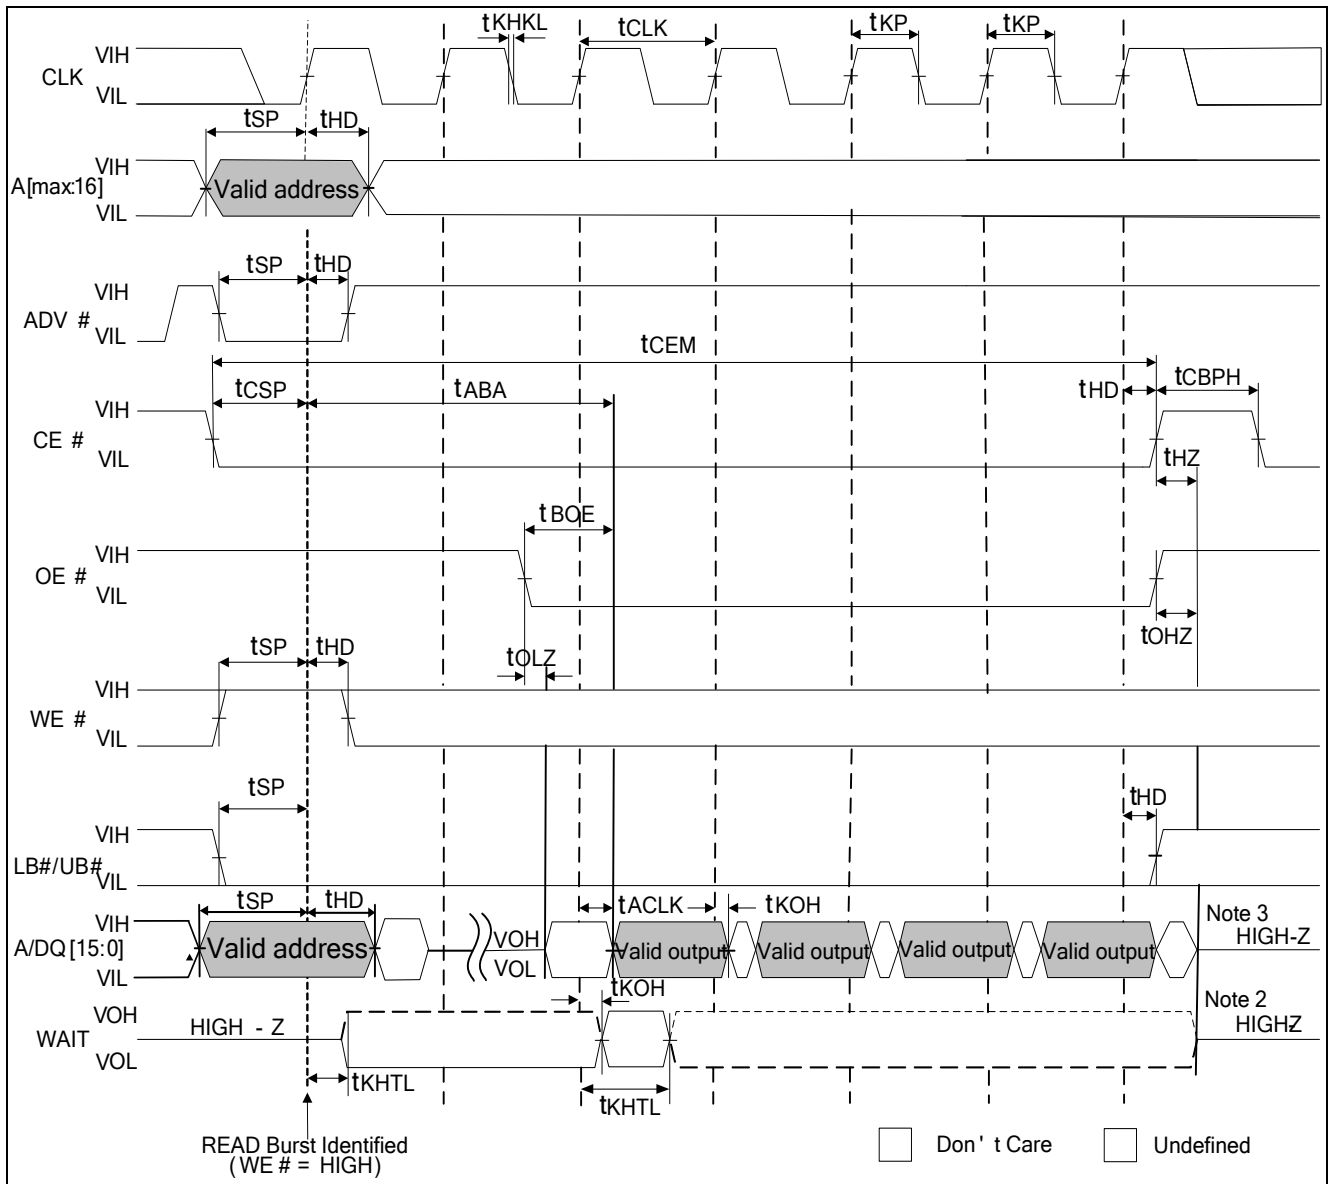 tKHKL tCLK tKP tKP
VIH
CLK
VIL
tSP tHD
VIH
A[max:16] Valid address
VIL
tSP tHD
VIH
ADV #
VIL
tCEM
tCSP tABA tHD tCBPH
VIH
CE #
VIL
tHZ
tBOE
VIH
OE #
VIL
tOHZ
tSP tHD tOLZ
VIH
WE #
VIL
tSP tHD
VIH
LB#/UB#
VIL
tSP tHD tACLK tKOH
VIH
A/DQ[15:0] Valid address VOH Valid output Valid output Valid output Valid output Note 3
HIGH-Z
VIL VOL
tKOH
VOH Note 2
WAIT HIGH - Z HIGHZ
VOL
tKHTL tKHTL
READ Burst Identified
(WE # = HIGH)
Don' t Care Undefined